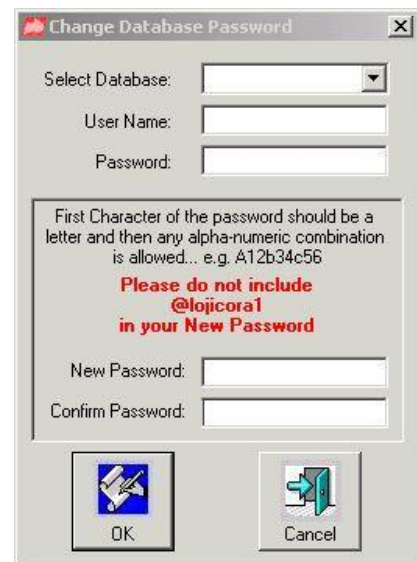 Change Database Password
Select Database:
User Name:
Password:
First Character of the password should be a
letter and then any alpha-numeric combination
is allowed... e.g. A12b34c56
Please do not include
@lojicora1
in your New Password
New Password:
Confirm Password:
OK
Cancel